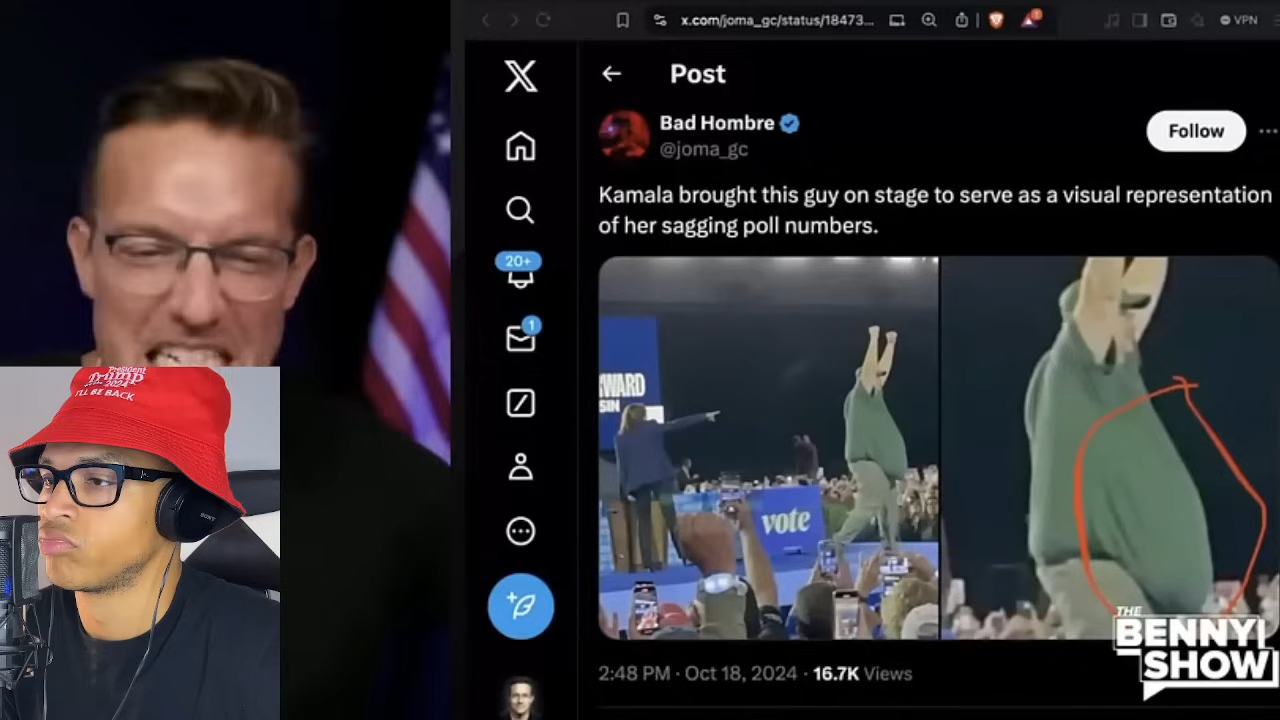 x.com/joma_gc/status/18473...
VPN
Post
Bad Hombre
@joma_gc
Follow
Kamala brought this guy on stage to serve as a visual representation
of her sagging poll numbers.
20+
1
WARD
SIN
vote
President
Trump
2024
I'LL BE BACK
SONY
THE
BENNY
SHOW
2:48 PM · Oct 18, 2024 · 16.7K Views